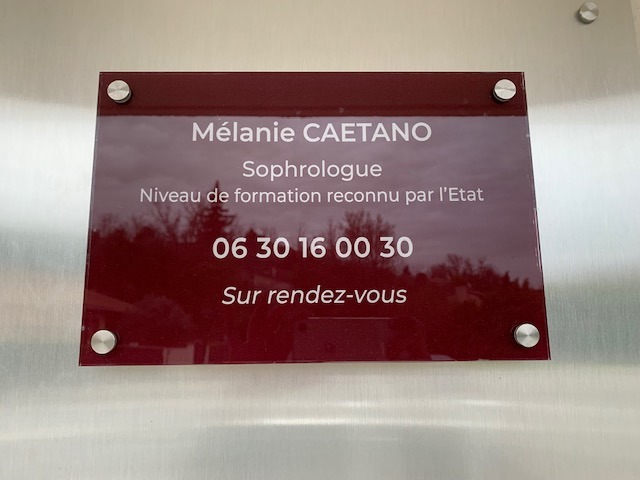 Mélanie CAETANO
Sophrologue
Niveau de formation reconnu par l'Etat
06 30 16 00 30
Sur rendez-vous